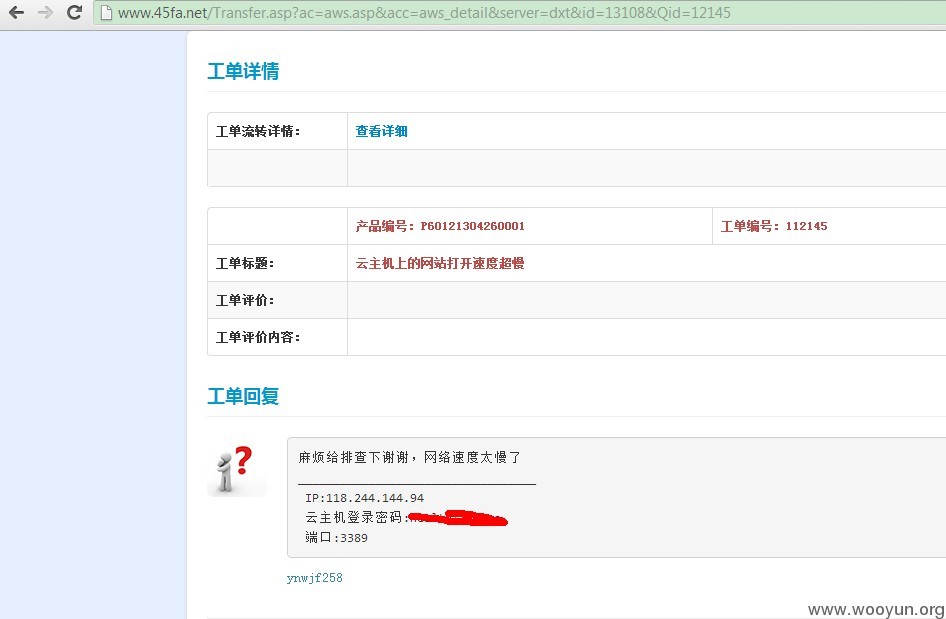 www.45fa.net/Transfer.asp?ac=aws.asp&acc=aws_detail&server=dxt&id=13108&Qid=12145
工单详情
工单流转详情: 查看详细
产品编号: P60121304260001 工单编号: 112145
工单标题: 云主机上的网站打开速度超慢
工单评价:
工单评价内容:
工单回复
麻烦给排查下谢谢，网络速度太慢了
IP:118.244.144.94
云主机登录密码:
端口:3389
ynwjf258
www.wooyun.org